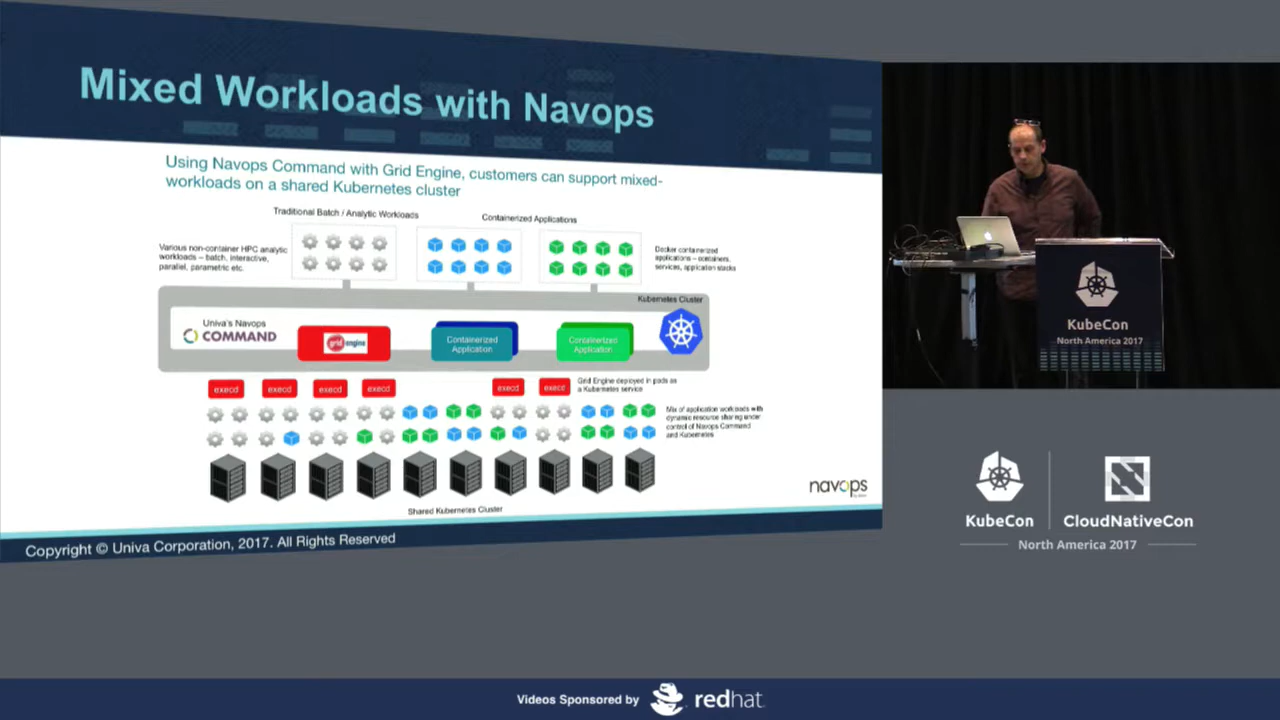 Mixed Workloads with Navops
Using Navops Command with Grid Engine, customers can support mixed-
workloads on a shared Kubernetes cluster
Traditional Batch / Analytic Workloads
Containerized Applications
Various non-container HPC analytic
workloads – batch, interactive,
parallel, parametric etc.
Docker containerized
applications – containers,
services, application stacks
Kubernetes Cluster
Univa's Navops
COMMAND
grid engine
Containerized
Application
Containerized
Application
execd
execd
execd
execd
execd
execd
Grid Engine deployed in pods as
a Kubernetes service
Mix of application workloads with
dynamic resource sharing under
control of Navops Command
and Kubernetes
Shared Kubernetes Cluster
navops
Copyright © Univa Corporation, 2017. All Rights Reserved
KubeCon
North America 2017
KubeCon
CloudNativeCon
North America 2017
Videos Sponsored by
redhat